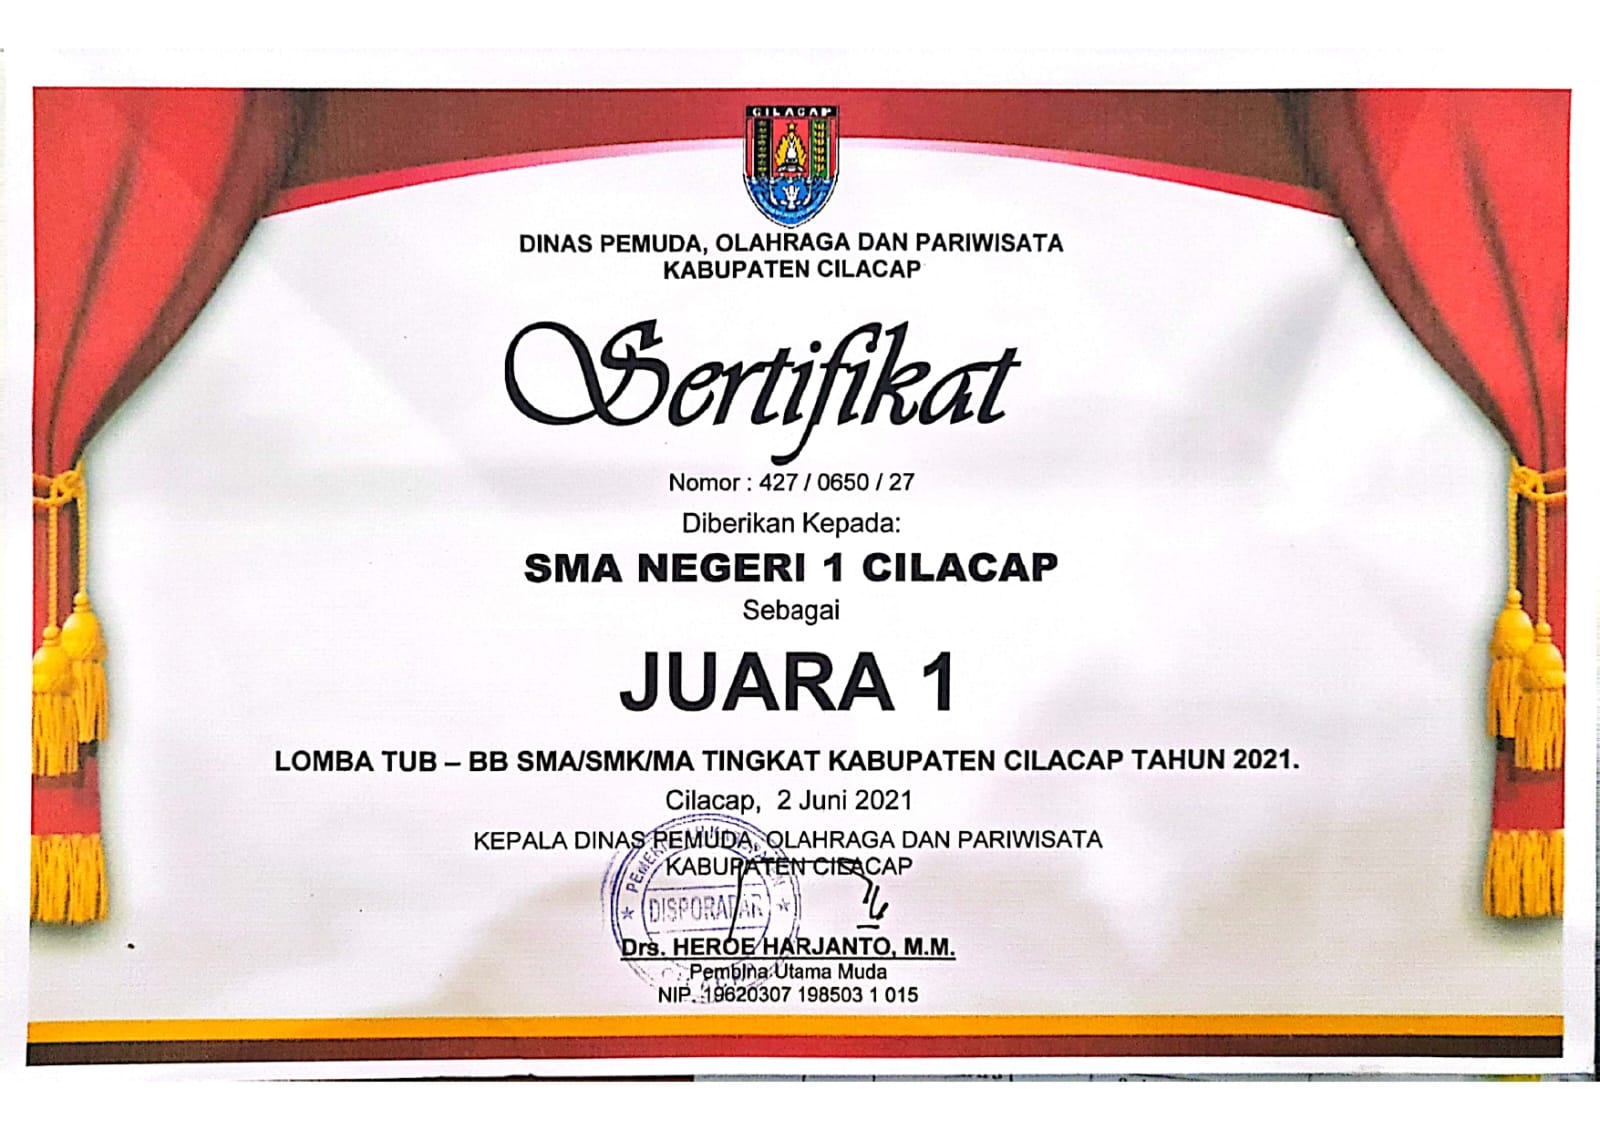 CILACAP
DINAS PEMUDA, OLAHRAGA DAN PARIWISATA
KABUPATEN CILACAP
Sertifikat
Nomor : 427 / 0650 / 27
Diberikan Kepada:
SMA NEGERI 1 CILACAP
Sebagai
JUARA 1
LOMBA TUB – BB SMA/SMK/MA TINGKAT KABUPATEN CILACAP TAHUN 2021.
Cilacap, 2 Juni 2021
KEPALA DINAS PEMUDA, OLAHRAGA DAN PARIWISATA
KABUPATEN CILACAP
DISPORAPAR
Drs. HEROE HARJANTO, M.M.
Pembina Utama Muda
NIP. 19620307 198503 1 015